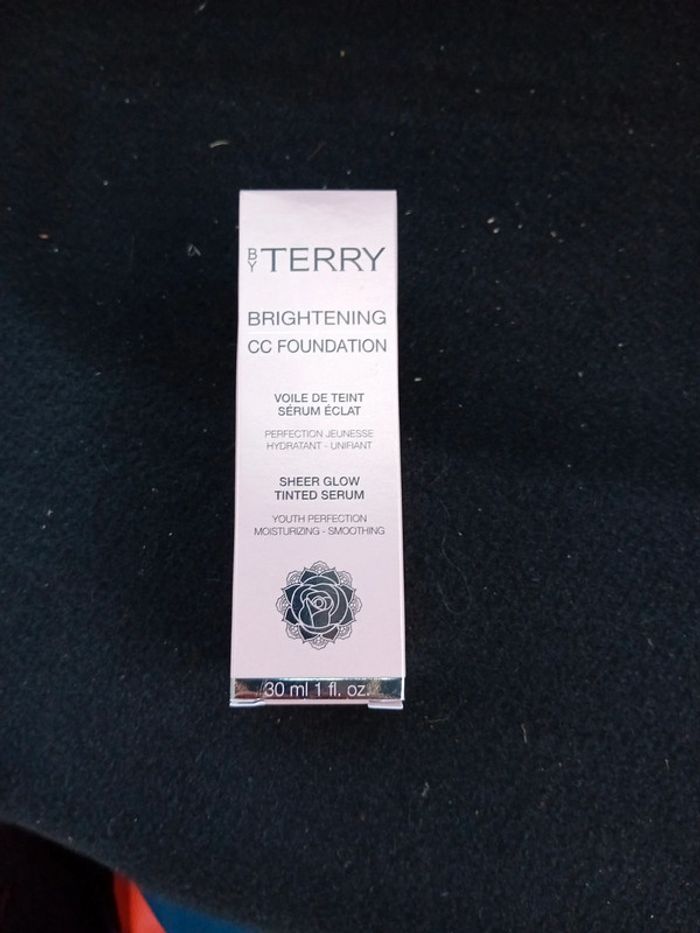 BY TERRY
BRIGHTENING
CC FOUNDATION
VOILE DE TEINT
SÉRUM ÉCLAT
PERFECTION JEUNESSE
HYDRATANT - UNIFIANT
SHEER GLOW
TINTED SERUM
YOUTH PERFECTION
MOISTURIZING - SMOOTHING
30 ml 1 fl. oz.